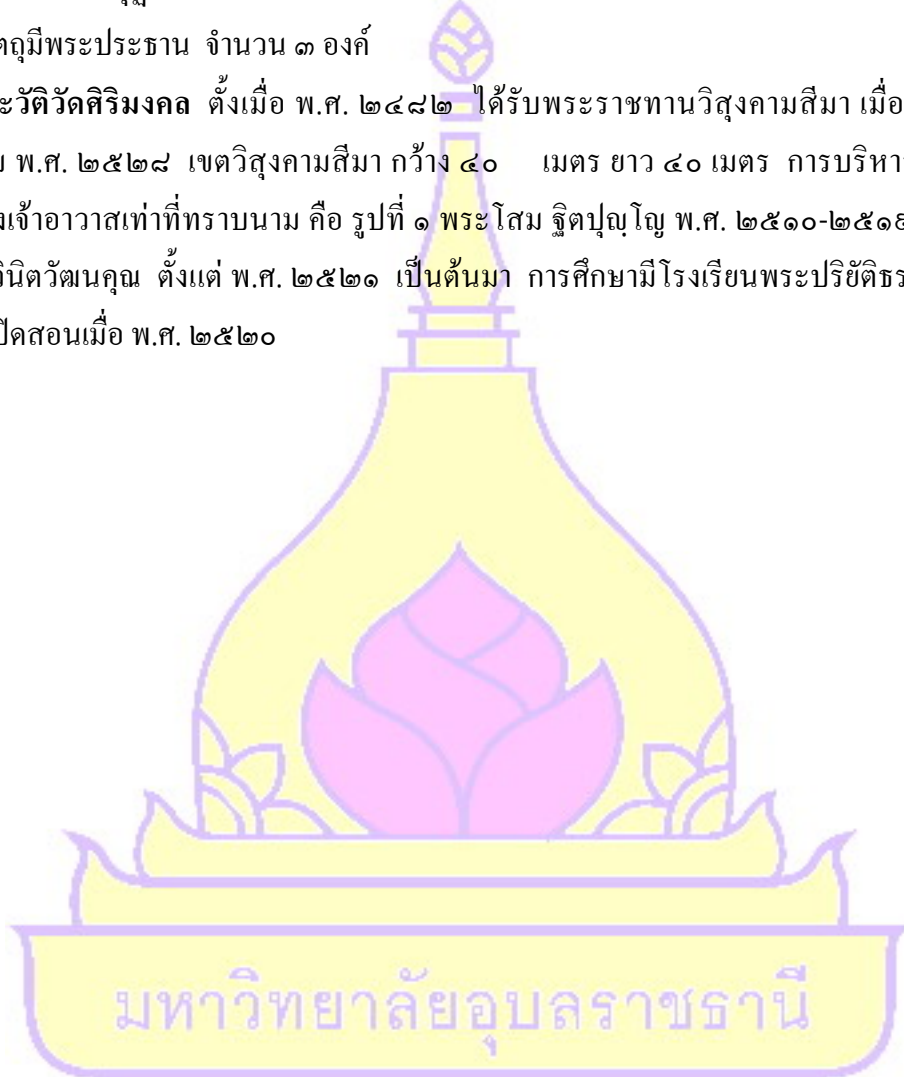 ตถุมีพระประธาน จำนวน ๓ องค์
ะวัติวัดศิริมงคล ตั้งเมื่อ พ.ศ. ๒๔๘๒ ได้รับพระราชทานวิสุงคามสีมา เมื่อ
พ.ศ. ๒๕๒๘ เขตวิสุงคามสีมา กว้าง ๔๐ เมตร ยาว ๔๐ เมตร การบริหา
งเจ้าอาวาสเท่าที่ทราบนาม คือ รูปที่ ๑ พระโสม ฐิตปุญฺโญ พ.ศ. ๒๕๑๐-๒๕๑๙
วินิตวัฒนคุณ ตั้งแต่ พ.ศ. ๒๕๒๑ เป็นต้นมา การศึกษามีโรงเรียนพระปริยัติธร
ปิดสอนเมื่อ พ.ศ. ๒๕๒๐
มหาวิทยาลัยอุบลราชธานี